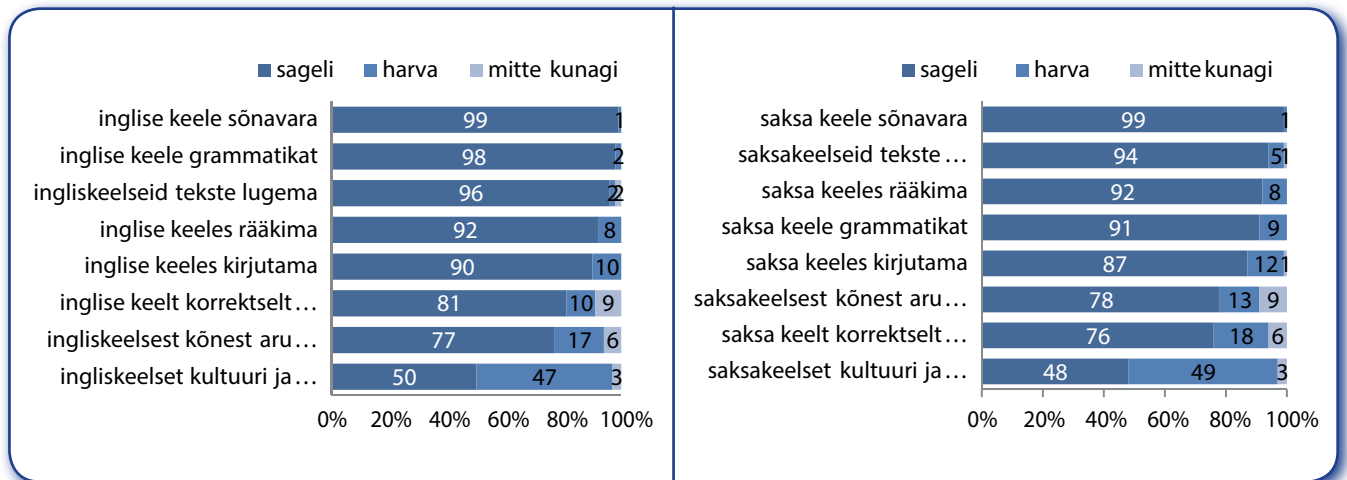 sageli harva mitte kunagi
inglise keele sõnavara 99 1
inglise keele grammatikat 98 2
ingliskeelseid tekste lugema 96 2 2
inglise keeles rääkima 92 8
inglise keeles kirjutama 90 10
inglise keelt korrektselt… 81 10 9
ingliskeelsest kõnest aru… 77 17 6
ingliskeelset kultuuri ja… 50 47 3
0% 20% 40% 60% 80% 100%
sageli harva mitte kunagi
saksa keele sõnavara 99 1
saksakeelseid tekste… 94 5 1
saksa keeles rääkima 92 8
saksa keele grammatikat 91 9
saksa keeles kirjutama 87 12 1
saksakeelsest kõnest aru… 78 13 9
saksa keelt korrektselt… 76 18 6
saksakeelset kultuuri ja… 48 49 3
0% 20% 40% 60% 80% 100%